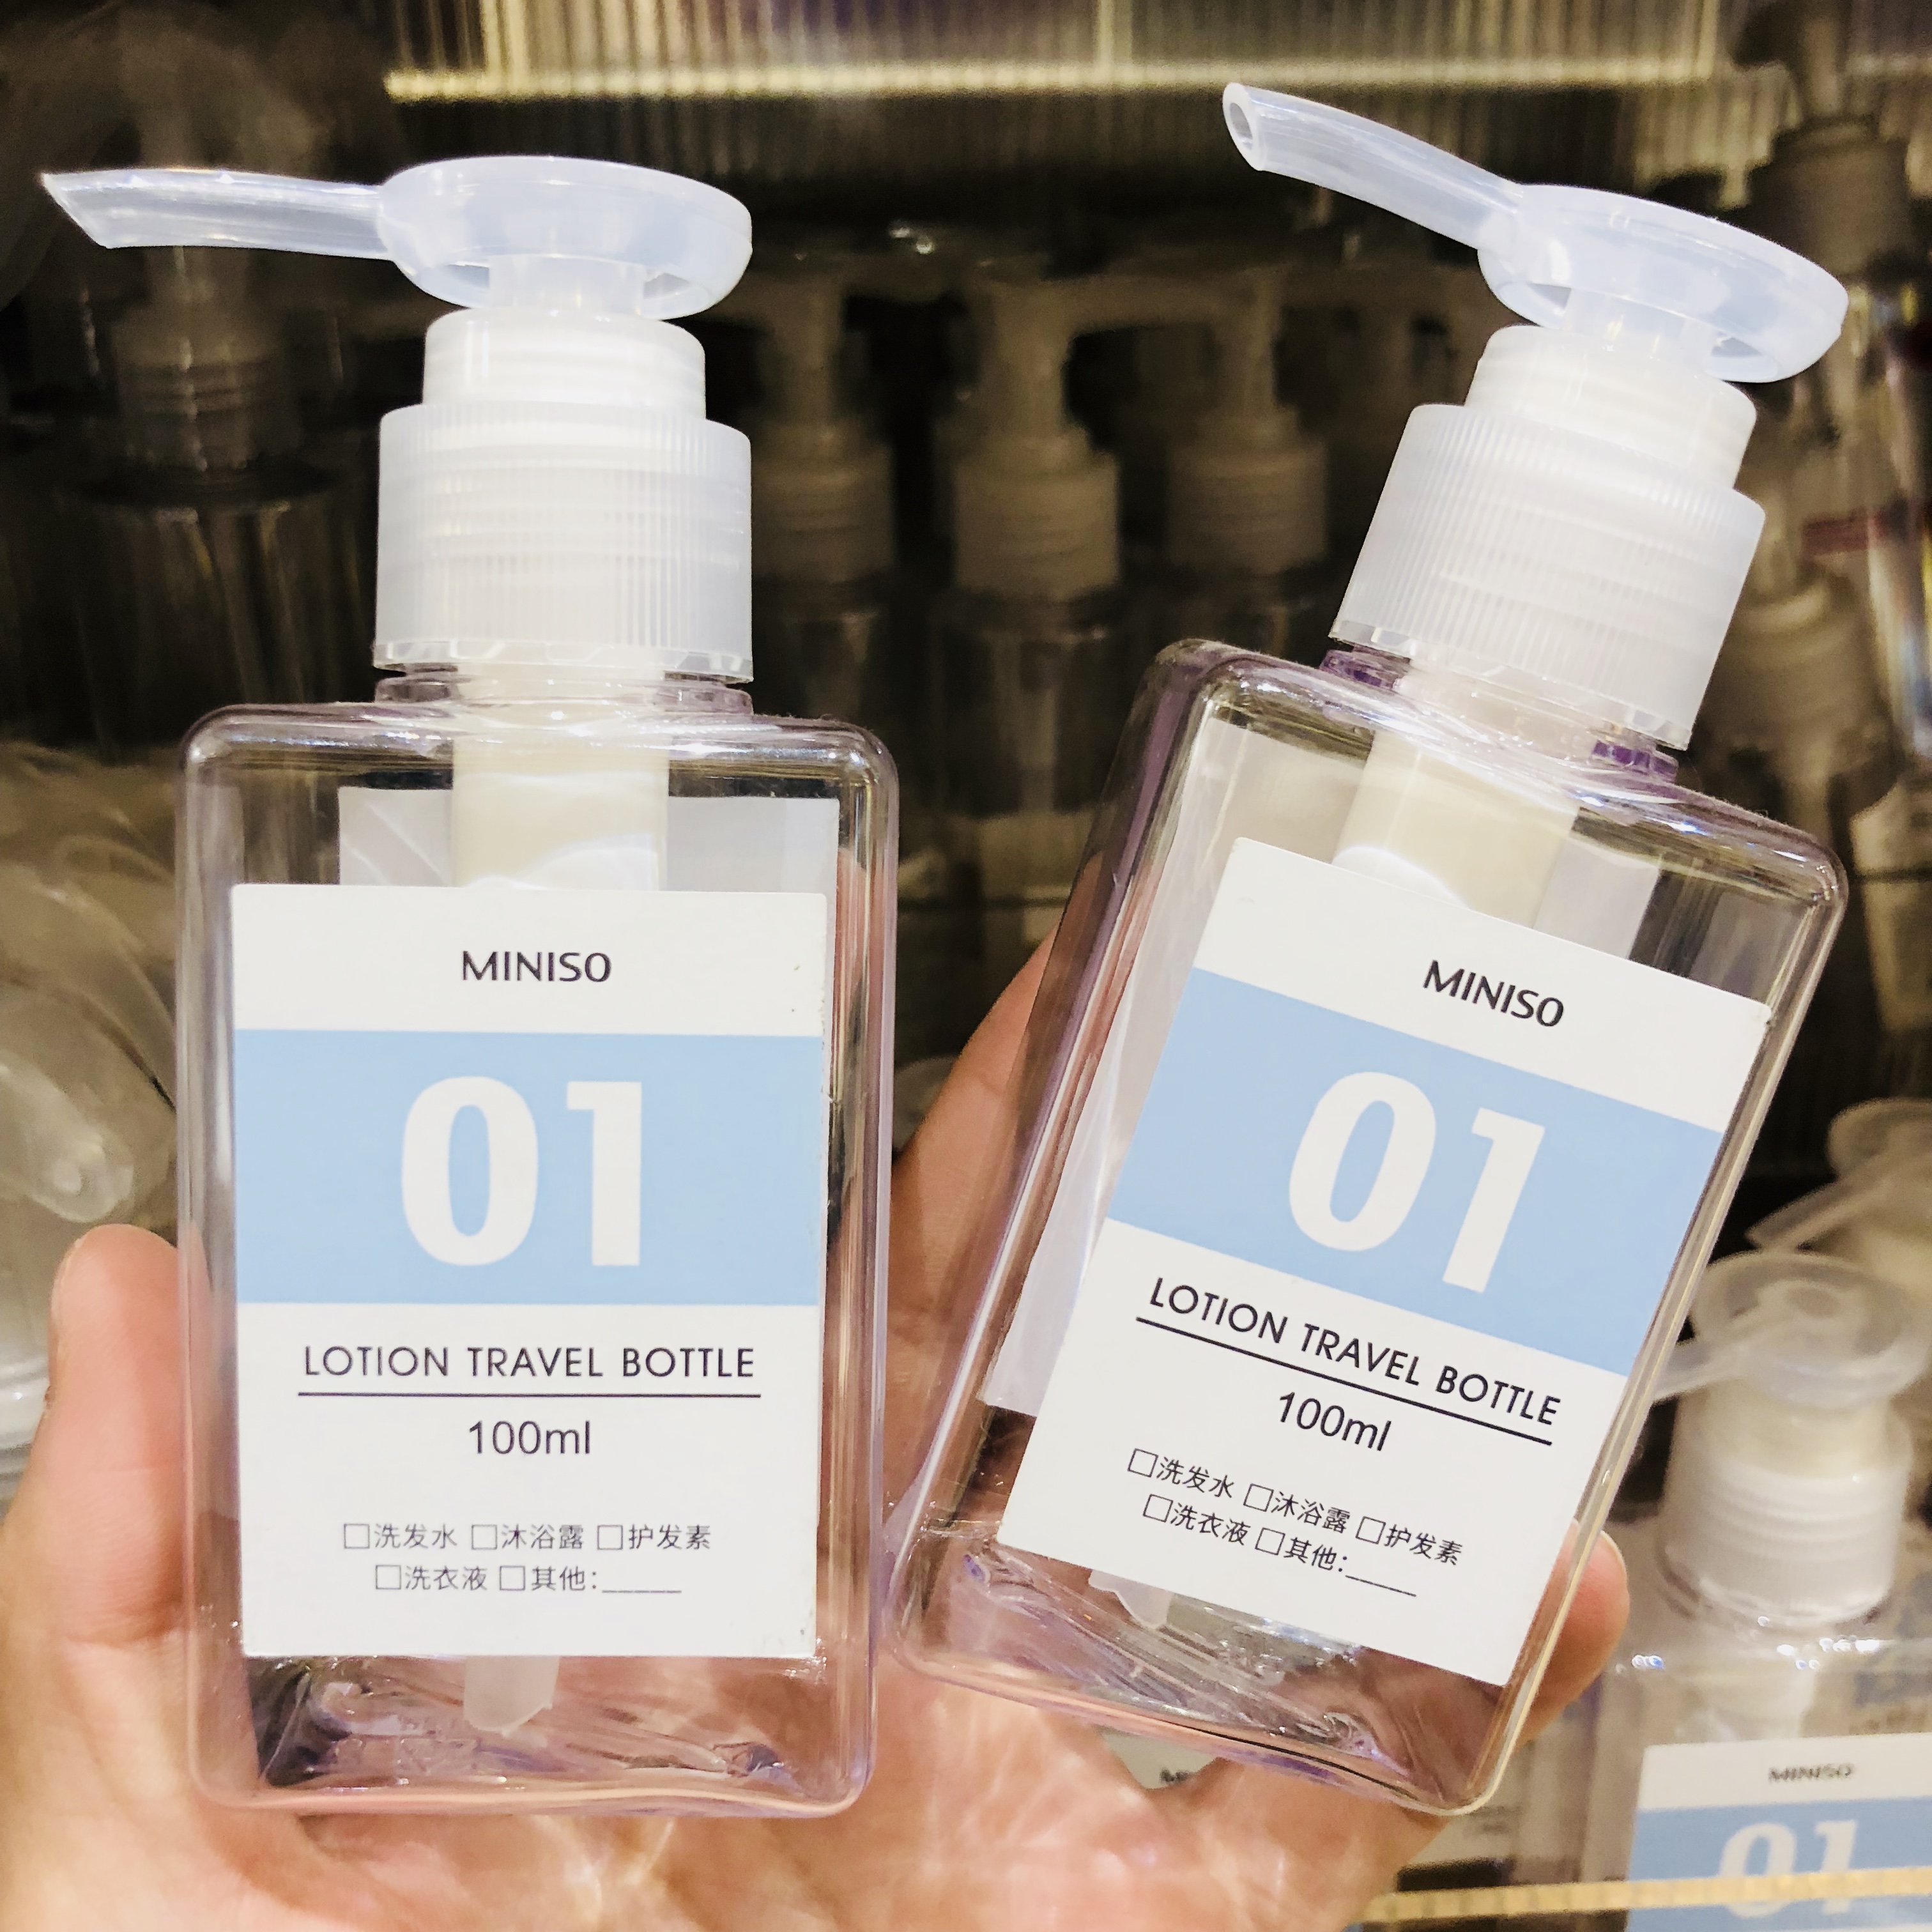 MINISO
01
LOTION TRAVEL BOTTLE
100ml
□洗发水 □沐浴露 □护发素
□洗衣液 □其他:_____
MINISO
01
LOTION TRAVEL BOTTLE
100ml
□洗发水 □沐浴露 □护发素
□洗衣液 □其他:____
MINISO
01